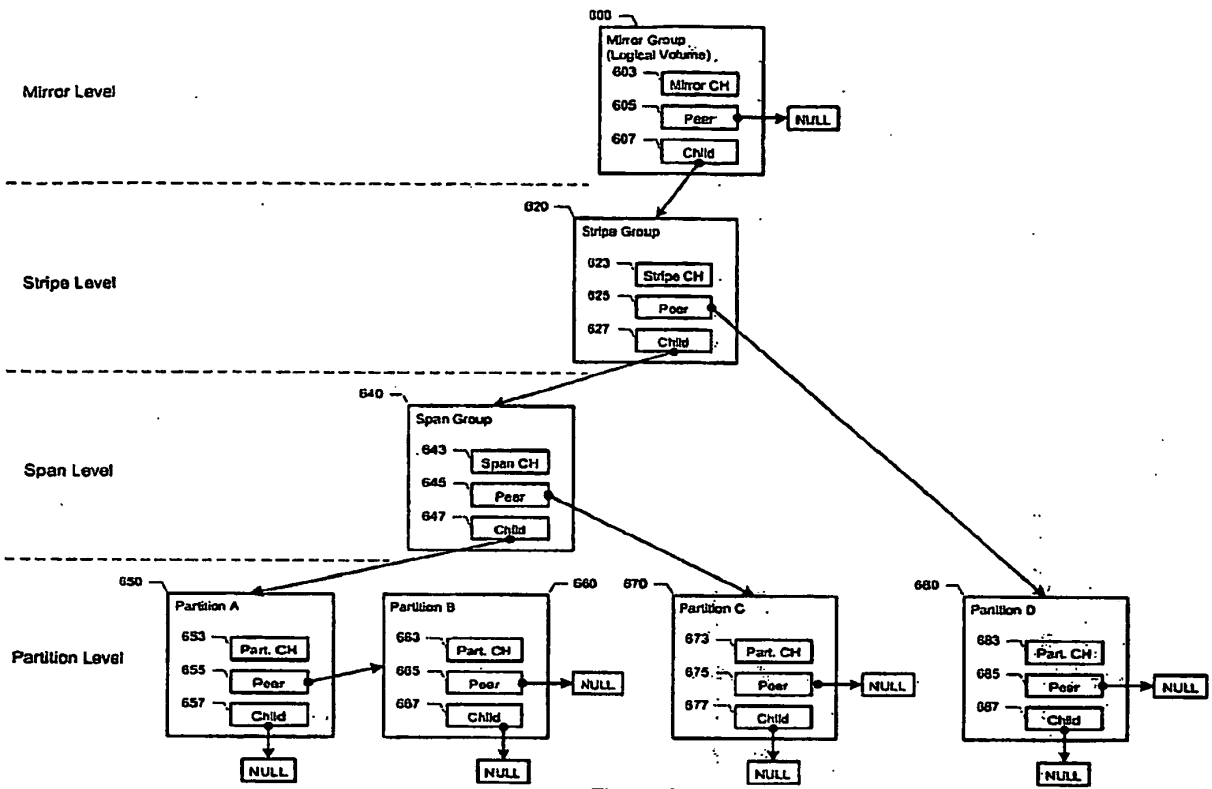 600
Mirror Group
(Logical Volume)
603
Mirror CH
605
Peer
NULL
607
Child
Mirror Level
620
Stripe Group
623
Stripe CH
625
Peer
627
Child
Stripe Level
640
Span Group
643
Span CH
645
Peer
647
Child
Span Level
650
Partition A
653
Part. CH
655
Peer
657
Child
NULL
660
Partition B
663
Part. CH
665
Peer
NULL
667
Child
NULL
670
Partition C
673
Part. CH
675
Peer
NULL
677
Child
NULL
680
Partition D
683
Part. CH
685
Peer
NULL
687
Child
NULL
Partition Level